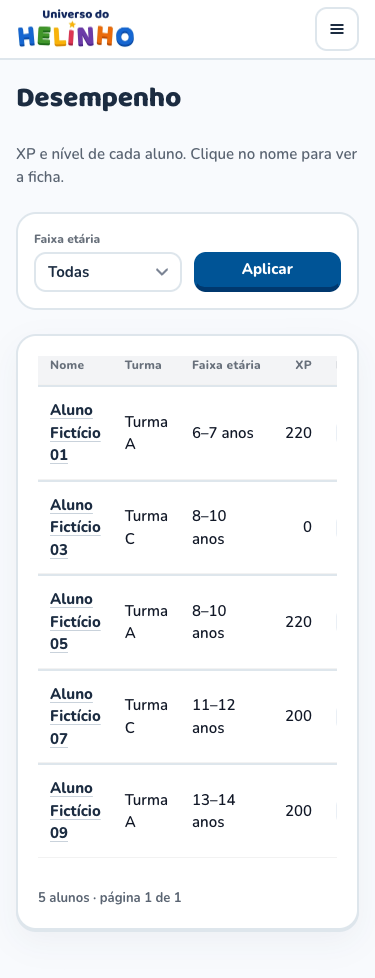 Universo do
HELiNHO
Desempenho
XP e nível de cada aluno. Clique no nome para ver
a ficha.
Faixa etária
Todas
Aplicar
Nome Turma Faixa etária XP
Aluno Fictício 01 Turma A 6–7 anos 220
Aluno Fictício 03 Turma C 8–10 anos 0
Aluno Fictício 05 Turma A 8–10 anos 220
Aluno Fictício 07 Turma C 11–12 anos 200
Aluno Fictício 09 Turma A 13–14 anos 200
5 alunos · página 1 de 1